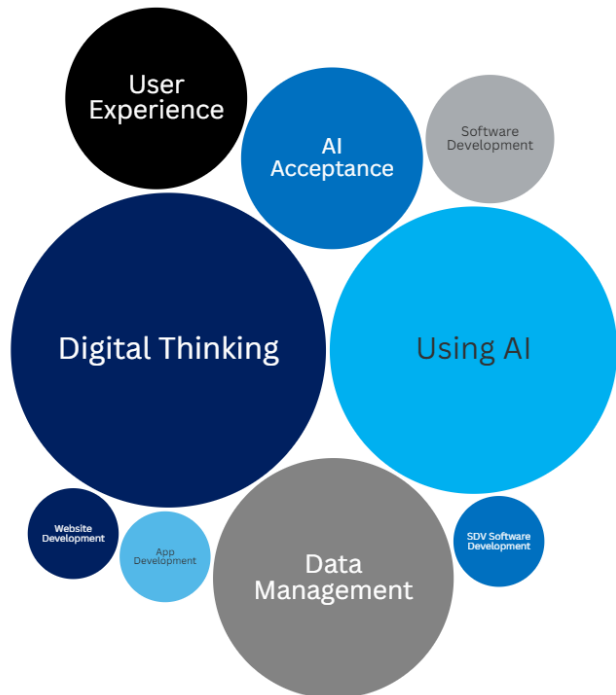 User
Experience
AI
Acceptance
Software
Development
Digital Thinking
Using AI
Website
Development
App
Development
Data
Management
SDV Software
Development